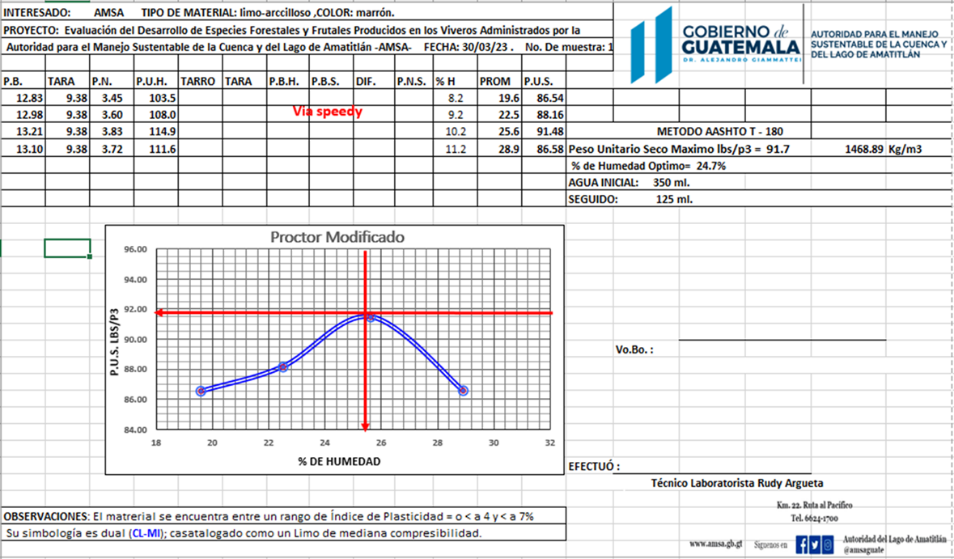 INTERESADO: AMSA TIPO DE MATERIAL: limo-arccilloso ,COLOR: marrón.
PROYECTO: Evaluación del Desarrollo de Especies Forestales y Frutales Producidos en los Viveros Administrados por la
Autoridad para el Manejo Sustentable de la Cuenca y del Lago de Amatitlán -AMSA- FECHA: 30/03/23 . No. De muestra: 1
GOBIERNO de
GUATEMALA
DR. ALEJANDRO GIAMMATTEI
AUTORIDAD PARA EL MANEJO
SUSTENTABLE DE LA CUENCA Y
DEL LAGO DE AMATITLÁN
P.B. TARA P.N. P.U.H. TARRO TARA P.B.H. P.B.S. DIF. P.N.S. % H PROM P.U.S.
12.83 9.38 3.45 103.5 8.2 19.6 86.54
12.98 9.38 3.60 108.0 Via speedy 9.2 22.5 88.16
13.21 9.38 3.83 114.9 10.2 25.6 91.48 METODO AASHTO T - 180
13.10 9.38 3.72 111.6 11.2 28.9 86.58 Peso Unitario Seco Maximo lbs/p3 = 91.7 1468.89 Kg/m3
% de Humedad Optimo= 24.7%
AGUA INICIAL: 350 ml.
SEGUIDO: 125 ml.
Proctor Modificado
96.00
94.00
92.00
90.00
88.00
86.00
84.00
P.U.S. LBS/P3
18 20 22 24 26 28 30 32
% DE HUMEDAD
Vo.Bo. :
EFECTUÓ :
Técnico Laboratorista Rudy Argueta
Km. 22. Ruta al Pacífico
Tel. 6624-1700
OBSERVACIONES: El matrerial se encuentra entre un rango de Índice de Plasticidad = o < a 4 y < a 7%
Su simbología es dual (CL-Ml); casatalogado como un Limo de mediana compresibilidad.
www.amsa.gb.gt Síguenos en Autoridad del Lago de Amatitlán
@amsaguate